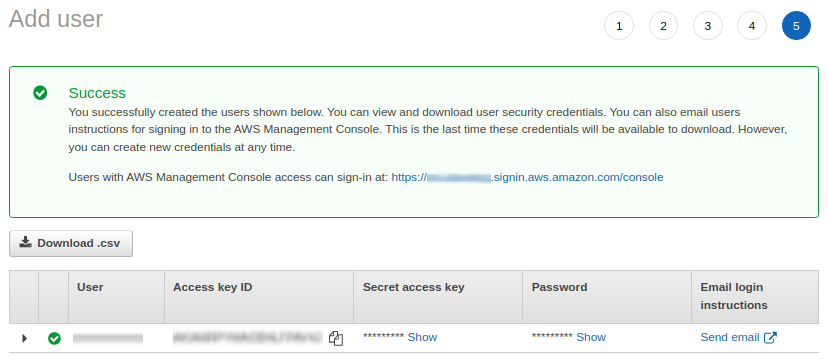 Add user
1 2 3 4 5
Success
You successfully created the users shown below. You can view and download user security credentials. You can also email users
instructions for signing in to the AWS Management Console. This is the last time these credentials will be available to download. However,
you can create new credentials at any time.
Users with AWS Management Console access can sign-in at: https:// .signin.aws.amazon.com/console
Download .csv
User Access key ID Secret access key Password Email login
instructions
********* Show ********* Show Send email